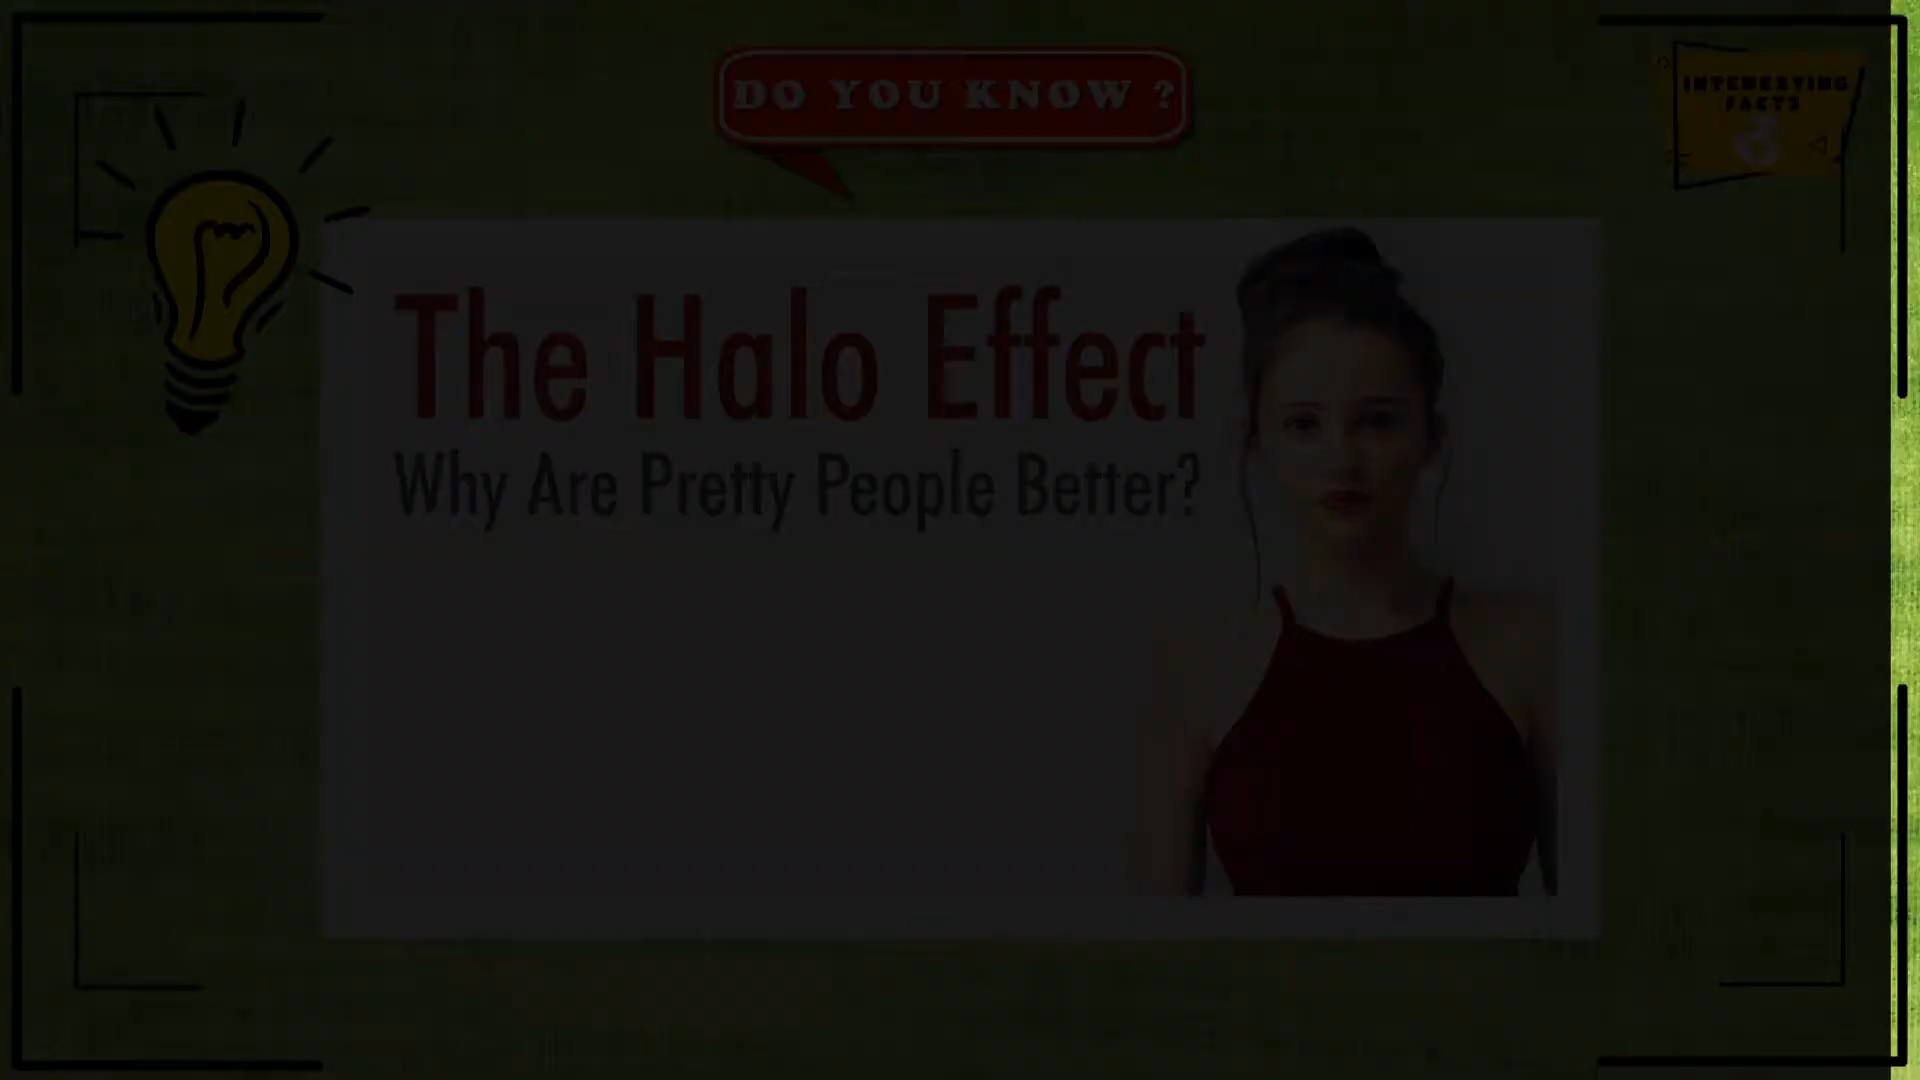 DO YOU KNOW ?
INTERESTING
FACTS
The Halo Effect
Why Are Pretty People Better?